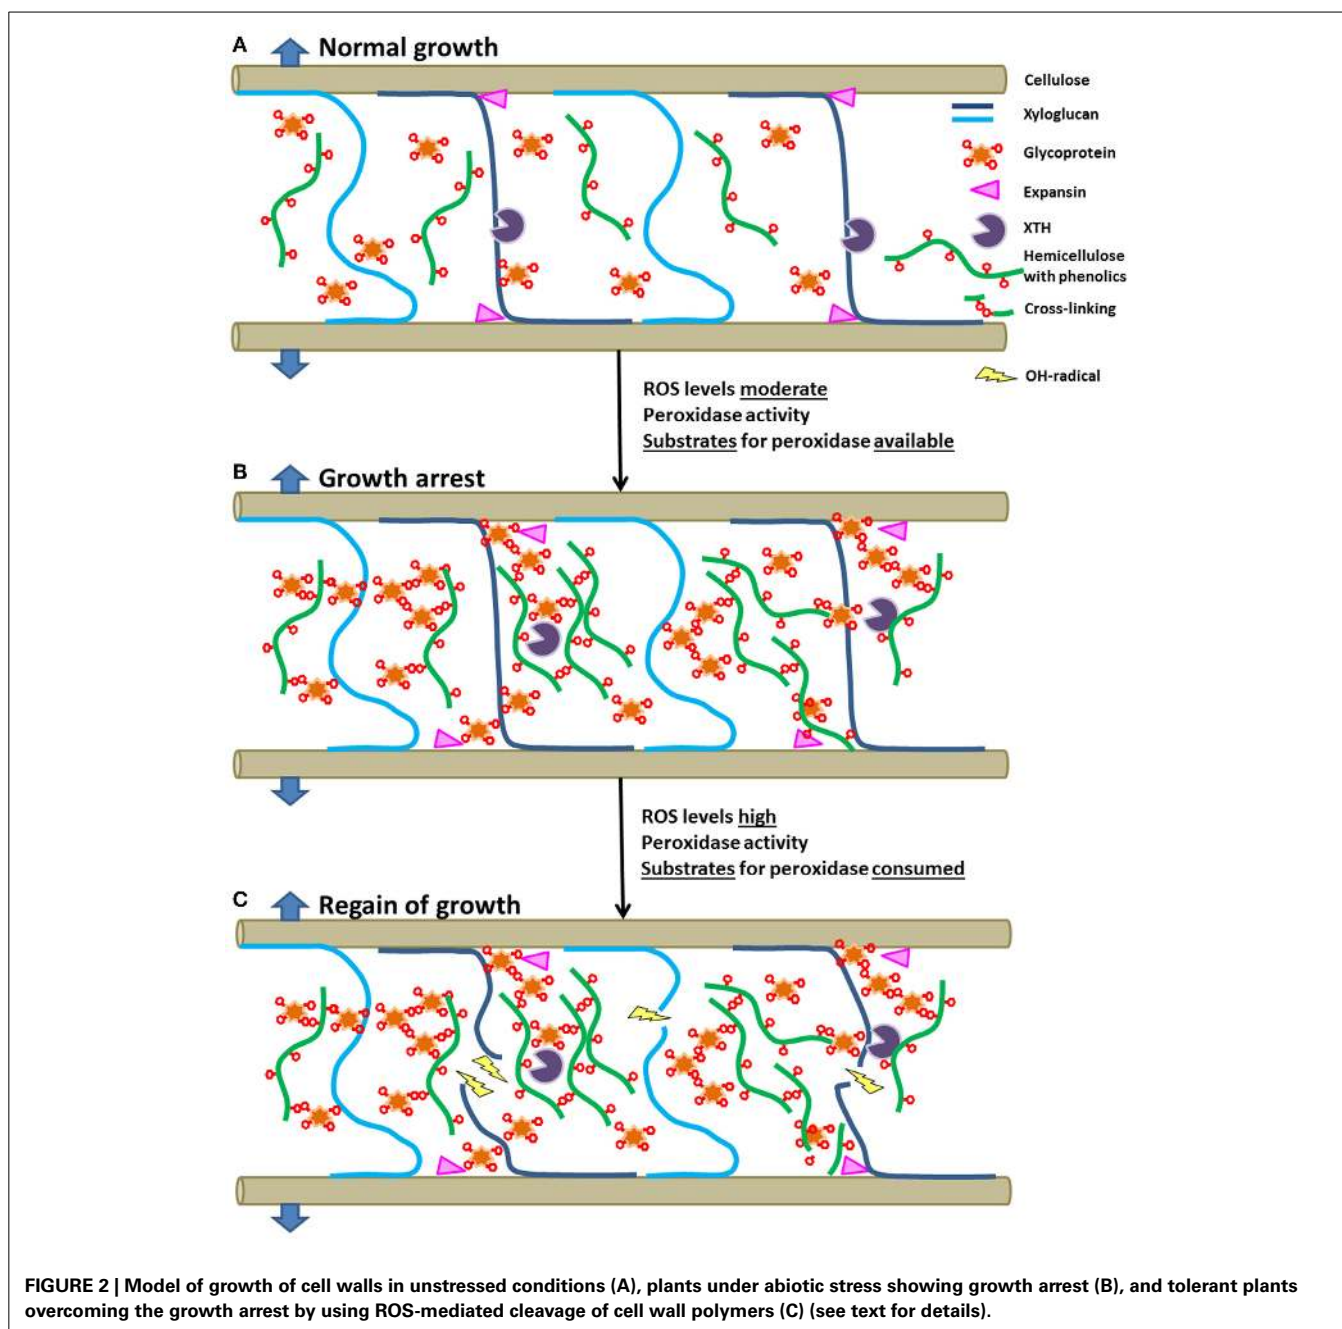 A
Normal growth
Cellulose
Xyloglucan
Glycoprotein
Expansin
XTH
Hemicellulose
with phenolics
Cross-linking
OH-radical
ROS levels moderate
Peroxidase activity
Substrates for peroxidase available
B
Growth arrest
ROS levels high
Peroxidase activity
Substrates for peroxidase consumed
C
Regain of growth
FIGURE 2 | Model of growth of cell walls in unstressed conditions (A), plants under abiotic stress showing growth arrest (B), and tolerant plants
overcoming the growth arrest by using ROS-mediated cleavage of cell wall polymers (C) (see text for details).